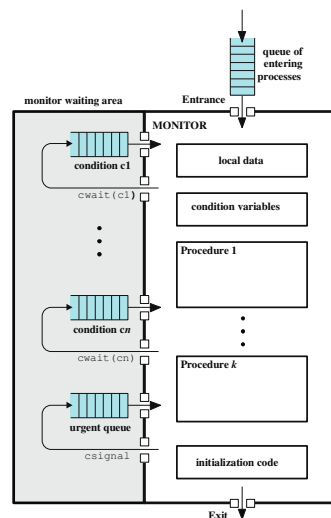 queue of
entering
processes
Entrance
monitor waiting area
MONITOR
condition c1
local data
cwait(c1)
condition variables
Procedure 1
condition cn
cwait(cn)
Procedure k
urgent queue
csignal
initialization code
Exit